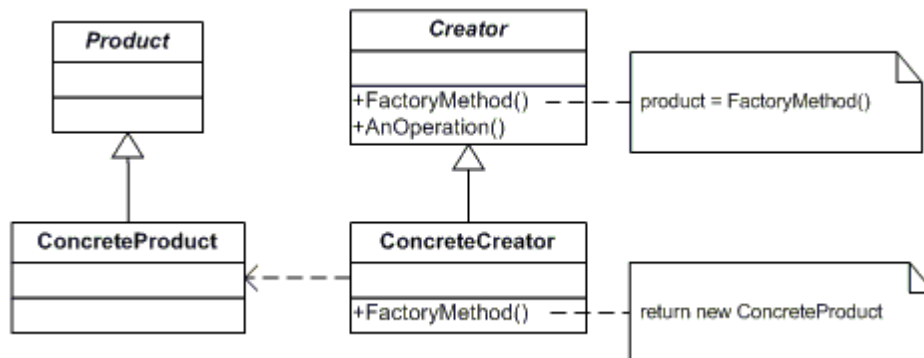 Product
Creator
+FactoryMethod()
+AnOperation()
product = FactoryMethod()
ConcreteProduct
ConcreteCreator
+FactoryMethod()
return new ConcreteProduct